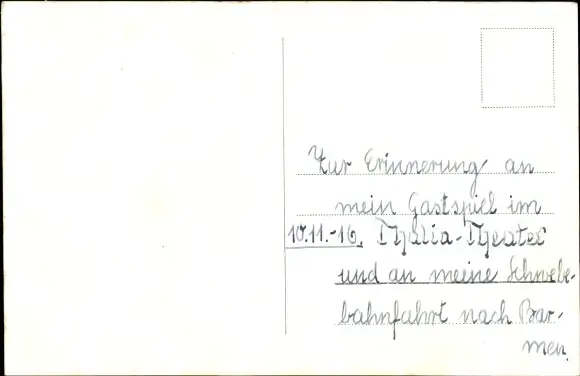 Zur Erinnerung an
mein Gastspiel im
10.11.-16. Thalia-Theater
und an meine Schwebe-
bahnfahrt nach Bar-
men.